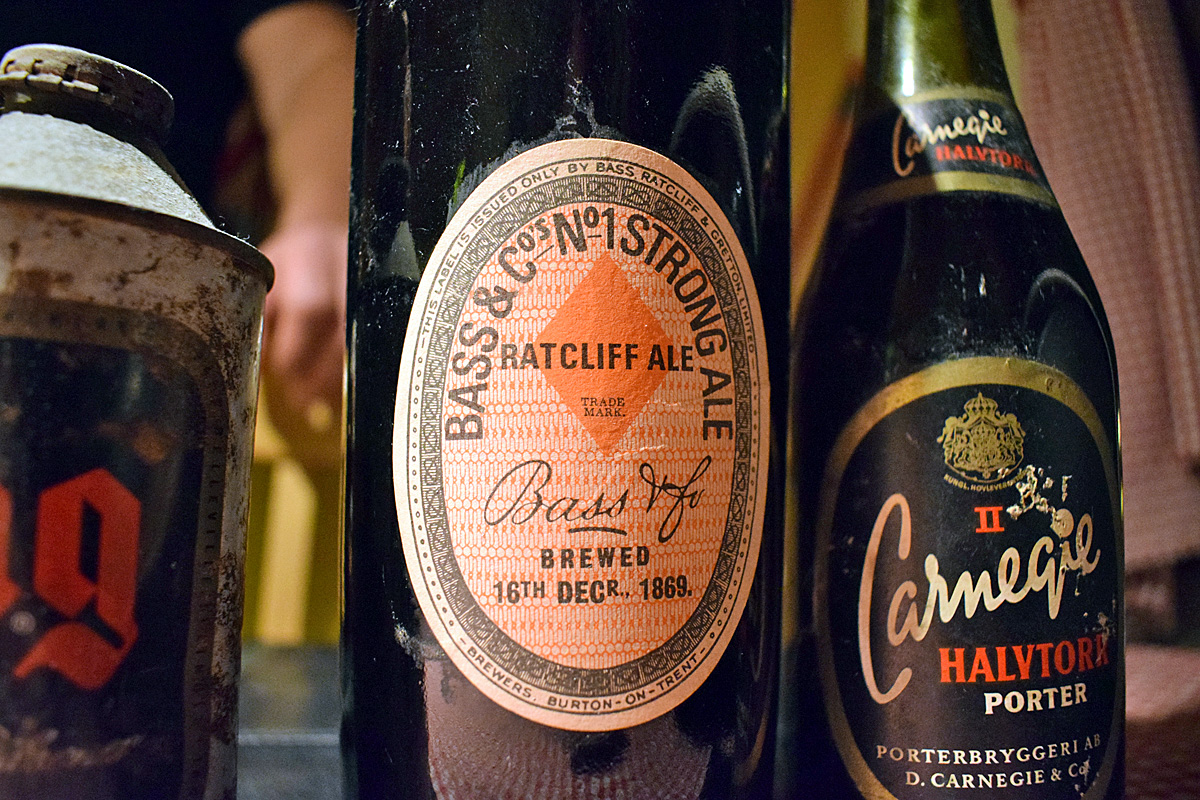 THIS LABEL IS ISSUED ONLY BY BASS, RATCLIFF & GRETTON, LIMITED
BASS & Co's No 1 STRONG ALE
RATCLIFF ALE
TRADE
MARK.
Bass & Co
BREWED
16TH DECR., 1869.
BREWERS, BURTON-ON-TRENT
Carnegie
HALVTORR
KUNGL. HOVLEVERANTÖR
II
Carnegie
HALVTORR
PORTER
PORTERBRYGGERI AB
D. CARNEGIE & Co.